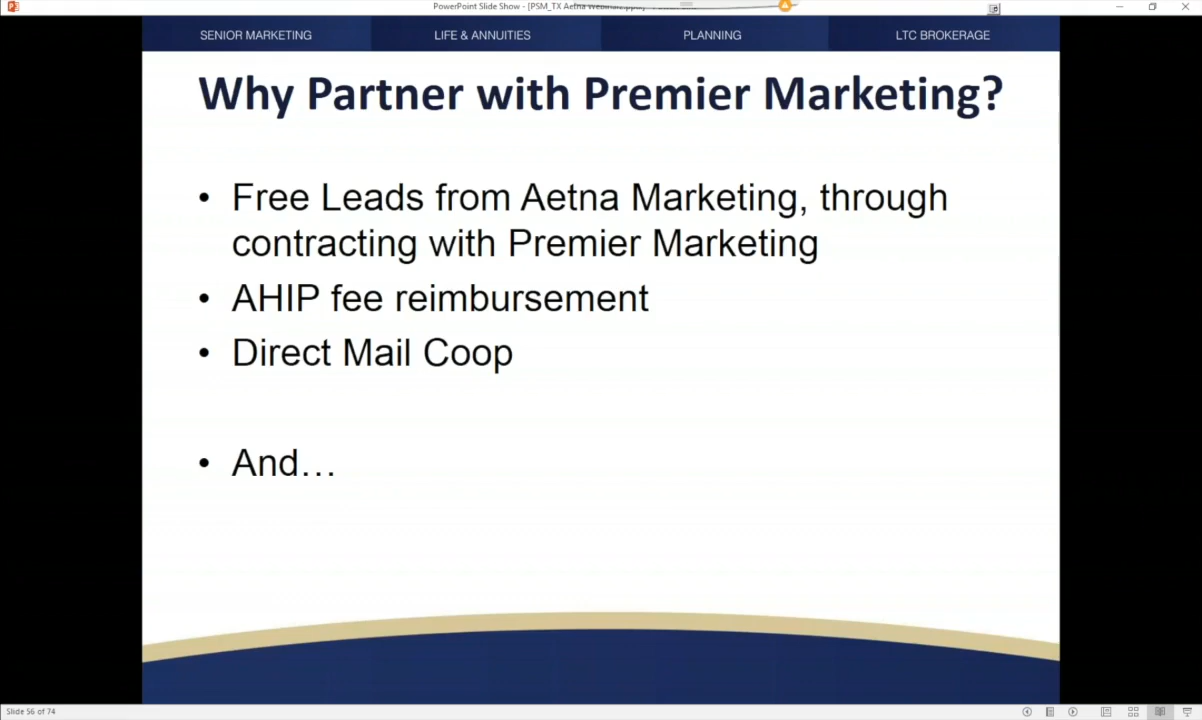 PowerPoint Slide Show - [PSM_TX Aetna
SENIOR MARKETING
LIFE & ANNUITIES
PLANNING
LTC BROKERAGE
Why Partner with Premier Marketing?
• Free Leads from Aetna Marketing, through
contracting with Premier Marketing
• AHIP fee reimbursement
• Direct Mail Coop
• And…
Slide 56 of 74